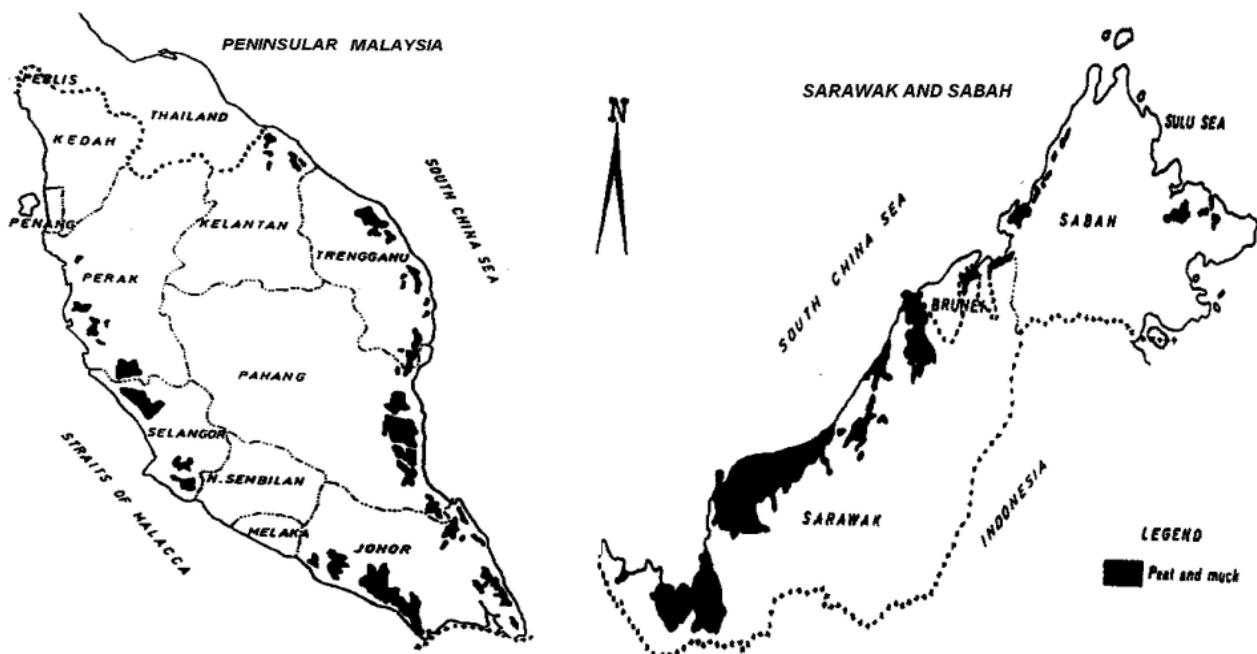 PENINSULAR MALAYSIA
PERLIS
THAILAND
KEDAH
PENANG
KELANTAN
TRENGGANU
SOUTH CHINA SEA
PERAK
PAHANG
SELANGOR
N. SEMBILAN
MELAKA
JOHOR
STRAITS OF MALACCA
N
SARAWAK AND SABAH
SULU SEA
SOUTH CHINA SEA
SABAH
BRUNEI
SARAWAK
INDONESIA
LEGEND
Peat and muck